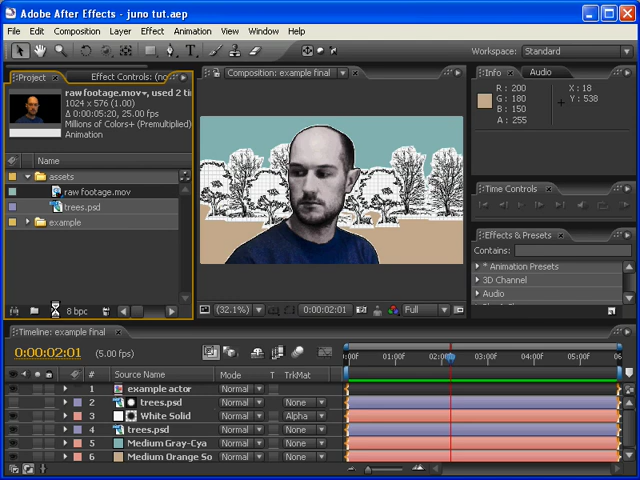 Adobe After Effects - juno tut.aep
File Edit Composition Layer Effect Animation View Window Help
Workspace: Standard
Project Effect Controls: (no
Composition: example final
Info Audio
raw footage.mov, used 2 ti
1024 x 576 (1.00)
Δ 0:00:05:20, 25.00 fps
Millions of Colors+ (Premultiplied)
Animation
R : 200
G : 180
B : 150
A : 255
X : 18
Y : 538
Name
assets
raw footage.mov
trees.psd
example
Time Controls
Effects & Presets
Contains:
* Animation Presets
3D Channel
Audio
8 bpc
(32.1%) 0:00:02:01 Full
Timeline: example final
0:00:02:01 (5.00 fps)
:00f 01:00f 02:00f 03:00f 04:00f 05:00f 06
# Source Name Mode T TrkMat
1 example actor Normal
2 trees.psd Normal None
3 White Solid Normal Alpha
4 trees.psd Normal None
5 Medium Gray-Cya Normal None
6 Medium Orange So Normal None